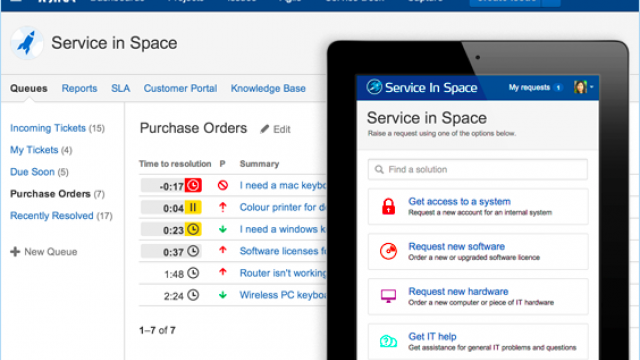 Service in Space
Queues Reports SLA Customer Portal Knowledge Base
Incoming Tickets (15)
My Tickets (4)
Due Soon (5)
Purchase Orders (7)
Recently Resolved (17)
New Queue
Purchase Orders Edit
Time to resolution P Summary
-0:17 I need a mac keybo
0:04 Colour printer for de
0:23 I need a windows k
0:37 Software licenses fo
1:48 Router isn't working
2:24 Wireless PC keyboa
1–7 of 7
Service In Space My requests 1
Service in Space
Raise a request using one of the options below.
Find a solution
Get access to a system
Request a new account for an internal system
Request new software
Order a new or upgraded software licence
Request new hardware
Order a new computer or piece of IT hardware
Get IT help
Get assistance for general IT problems and questions